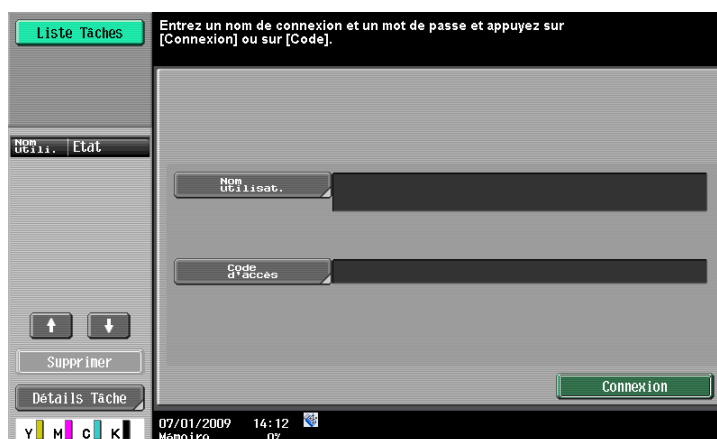 Liste Tâches
Entrez un nom de connexion et un mot de passe et appuyez sur
[Connexion] ou sur [Code].
Nom
utili.
Etat
Nom
utilisat.
Code
d'accès
Supprimer
Détails Tâche
Connexion
Y M C K
07/01/2009 14:12
Mémoire 0%